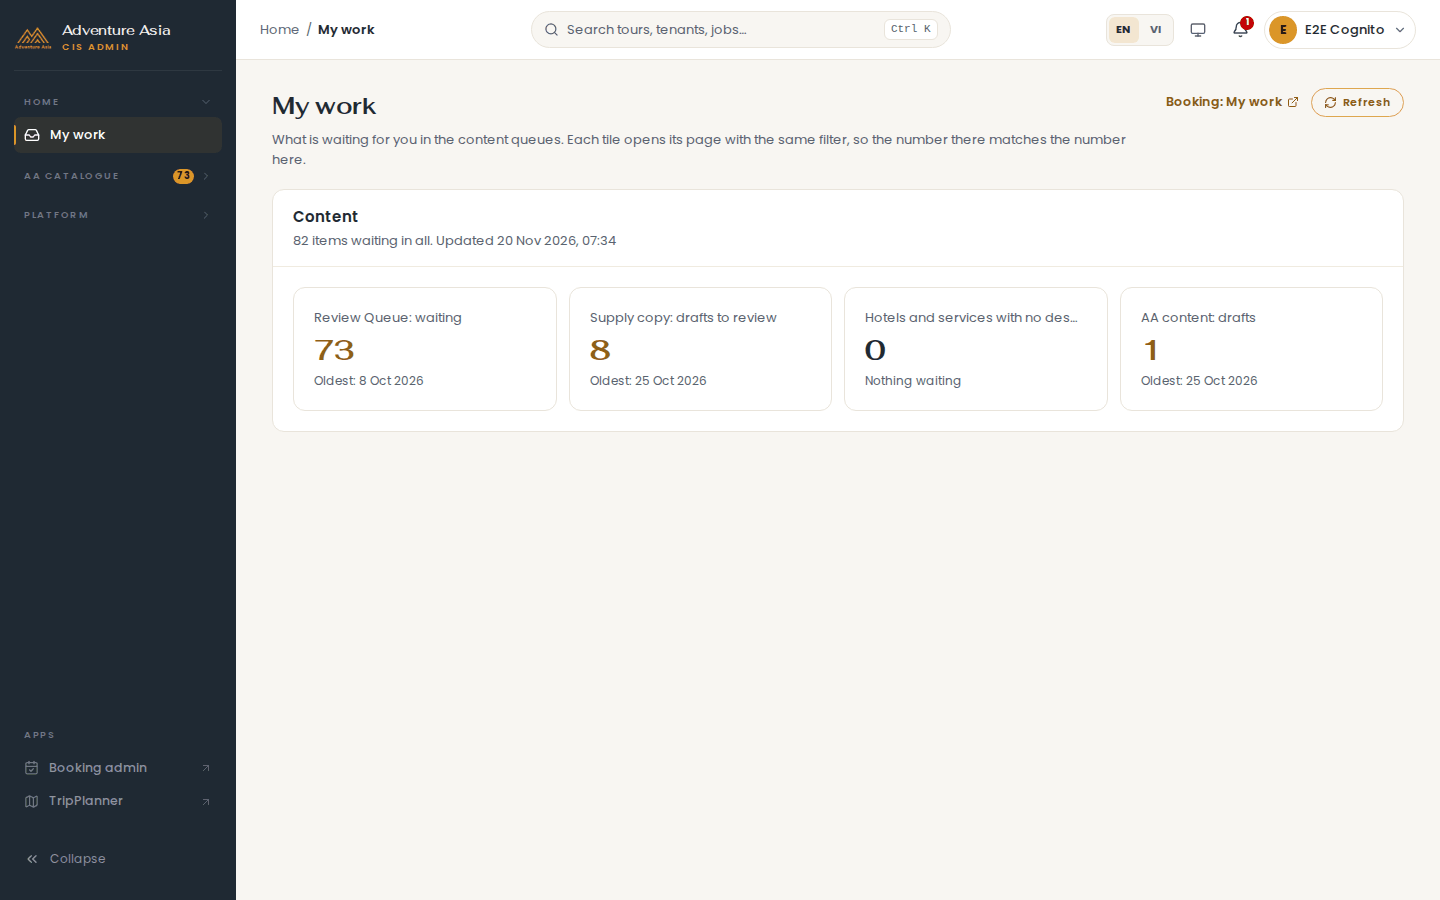 Adventure Asia
Adventure Asia
CIS ADMIN
HOME
My work
AA CATALOGUE 73
PLATFORM
APPS
Booking admin
TripPlanner
Collapse
Home / My work
Search tours, tenants, jobs... Ctrl K
EN VI
1
E E2E Cognito
My work
Booking: My work
Refresh
What is waiting for you in the content queues. Each tile opens its page with the same filter, so the number there matches the number
here.
Content
82 items waiting in all. Updated 20 Nov 2026, 07:34
Review Queue: waiting
73
Oldest: 8 Oct 2026
Supply copy: drafts to review
8
Oldest: 25 Oct 2026
Hotels and services with no des...
0
Nothing waiting
AA content: drafts
1
Oldest: 25 Oct 2026